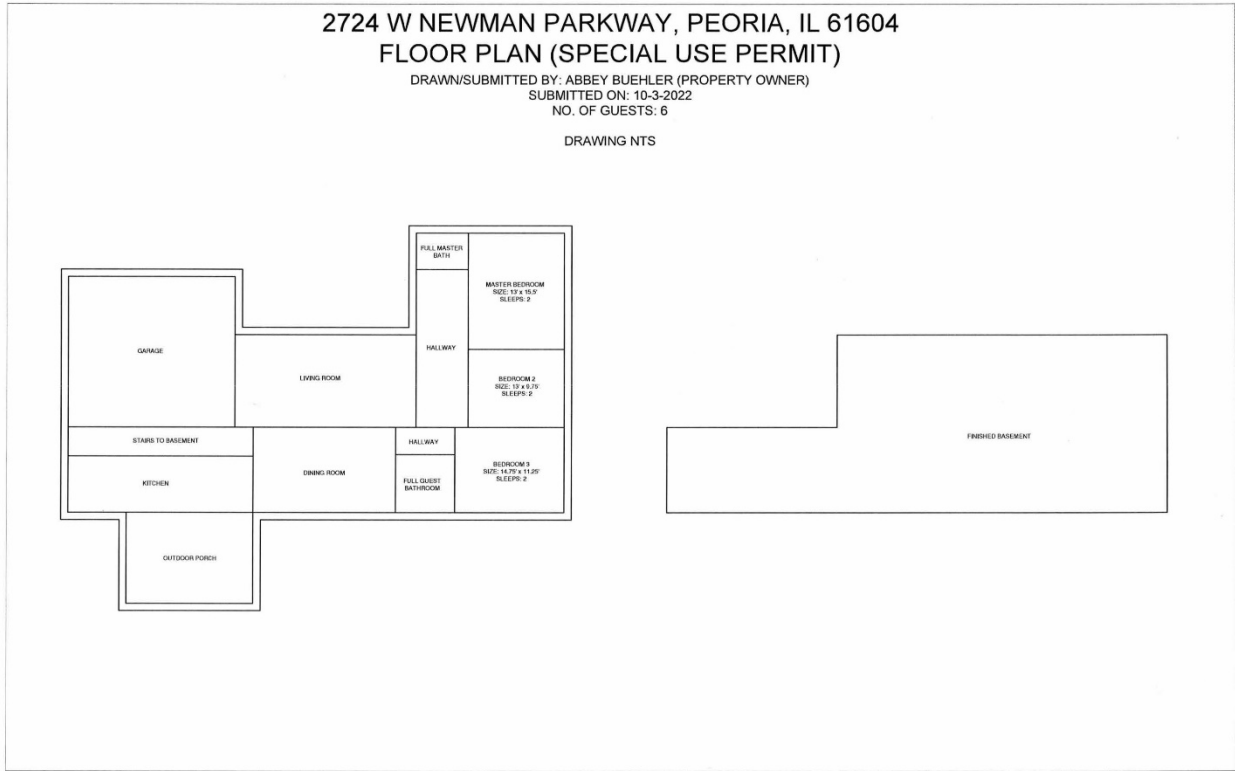 2724 W NEWMAN PARKWAY, PEORIA, IL 61604
FLOOR PLAN (SPECIAL USE PERMIT)
DRAWN/SUBMITTED BY: ABBEY BUEHLER (PROPERTY OWNER)
SUBMITTED ON: 10-3-2022
NO. OF GUESTS: 6
DRAWING NTS
FULL MASTER
BATH
MASTER BEDROOM
SIZE: 13' x 15.5'
SLEEPS: 2
GARAGE
HALLWAY
LIVING ROOM
BEDROOM 2
SIZE: 13' x 9.75'
SLEEPS: 2
STAIRS TO BASEMENT
HALLWAY
KITCHEN
DINING ROOM
FULL GUEST
BATHROOM
BEDROOM 3
SIZE: 14.75' x 11.25'
SLEEPS: 2
OUTDOOR PORCH
FINISHED BASEMENT